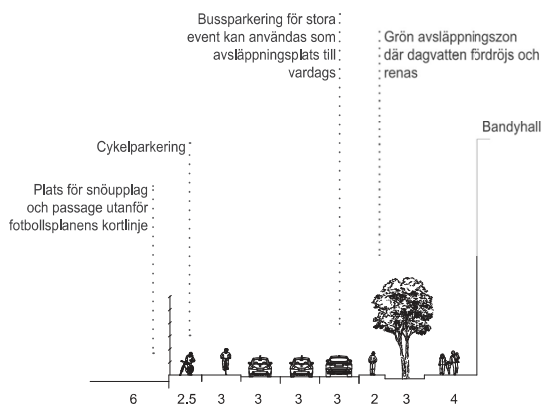 Bussparkering för stora
event kan användas som
avsläppningsplats till
vardags
Grön avsläppningszon
där dagvatten fördröjs och
renas
Bandyhall
Cykelparkering
Plats för snöupplag
och passage utanför
fotbollsplanens kortlinje
6 2.5 3 3 3 3 2 3 4